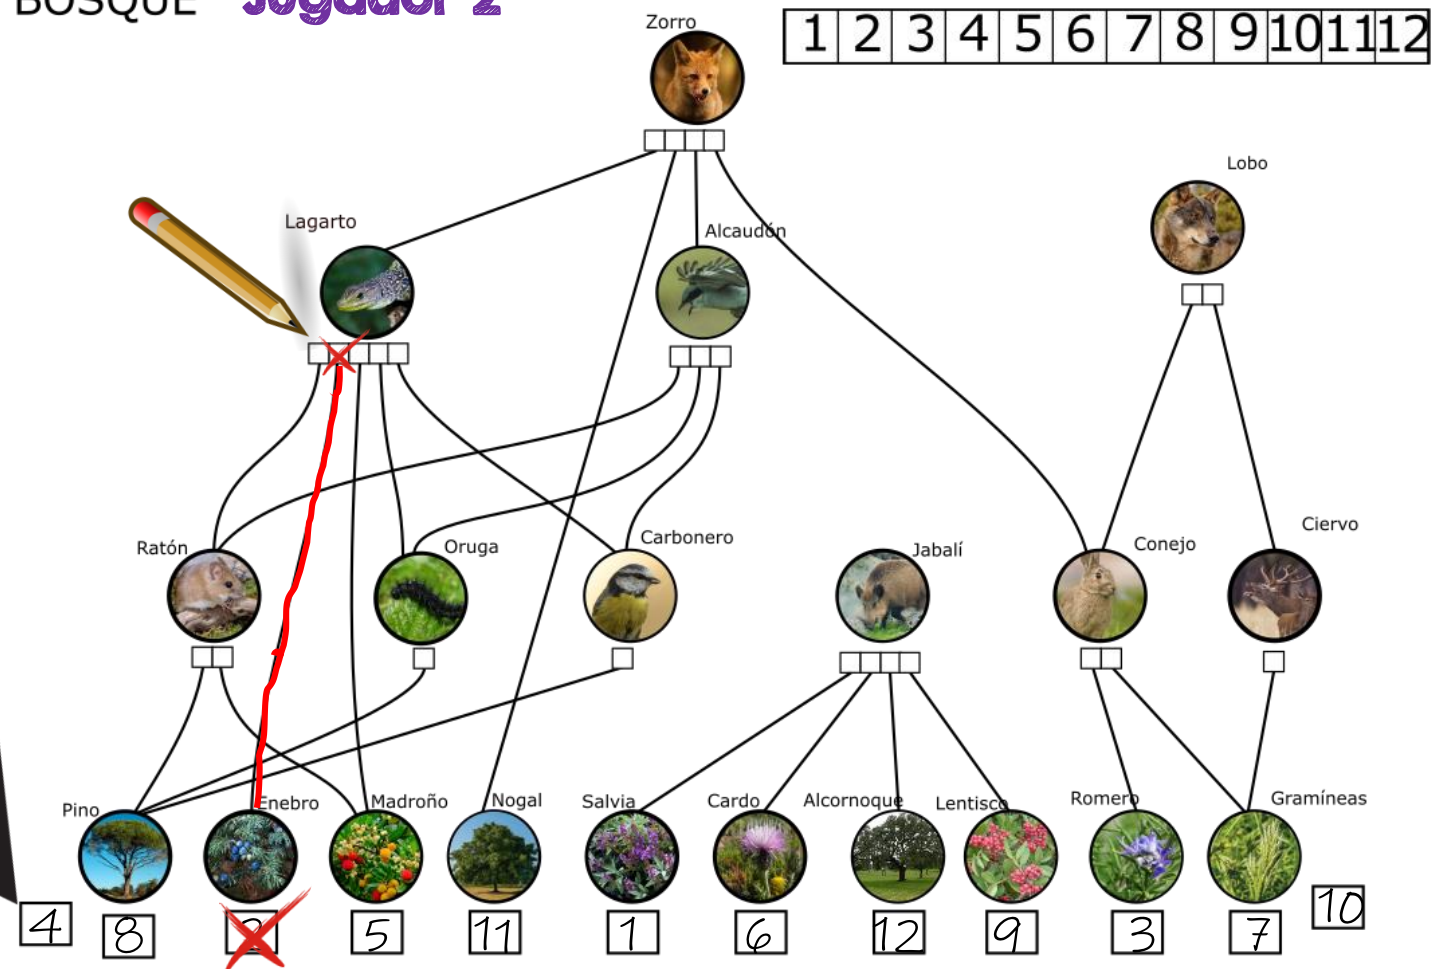 BOSQUE Jugador 2
1 2 3 4 5 6 7 8 9 10 11 12
Zorro
Lobo
Lagarto
Alcaudón
Ratón
Oruga
Carbonero
Jabalí
Conejo
Ciervo
Pino
Enebro
Madroño
Nogal
Salvia
Cardo
Alcornoque
Lentisco
Romero
Gramíneas
4 8 5 11 1 6 12 9 3 7 10